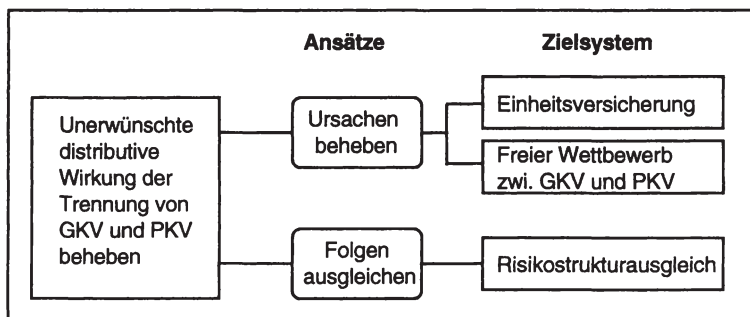 Ansätze
Zielsystem
Unerwünschte
distributive
Wirkung der
Trennung von
GKV und PKV
beheben
Ursachen
beheben
Einheitsversicherung
Freier Wettbewerb
zwi. GKV und PKV
Folgen
ausgleichen
Risikostrukturausgleich